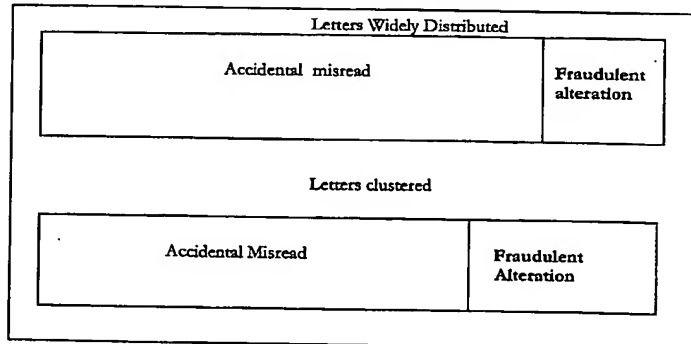 Letters Widely Distributed
Accidental misread
Fraudulent
alteration
Letters clustered
Accidental Misread
Fraudulent
Alteration